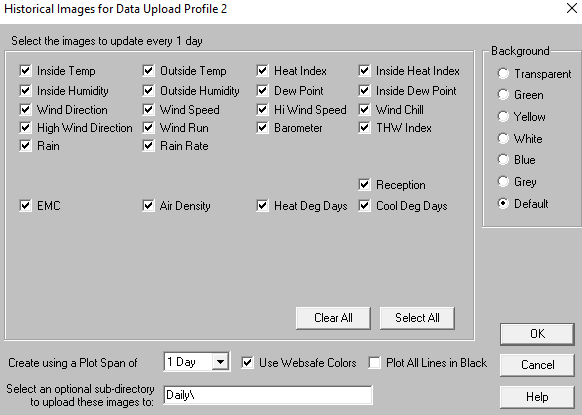 Historical Images for Data Upload Profile 2
Select the images to update every 1 day
Inside Temp Outside Temp Heat Index Inside Heat Index
Inside Humidity Outside Humidity Dew Point Inside Dew Point
Wind Direction Wind Speed Hi Wind Speed Wind Chill
High Wind Direction Wind Run Barometer THW Index
Rain Rain Rate
Reception
EMC Air Density Heat Deg Days Cool Deg Days
Clear All Select All
Background
Transparent
Green
Yellow
White
Blue
Grey
Default
Create using a Plot Span of 1 Day Use Websafe Colors Plot All Lines in Black
Select an optional sub-directory
to upload these images to: Daily\
OK
Cancel
Help